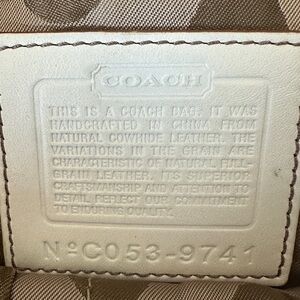 COACH
THIS IS A COACH BAG. IT WAS
HANDCRAFTED IN CHINA FROM
NATURAL COWHIDE LEATHER. THE
VARIATIONS IN THE GRAIN ARE
CHARACTERISTIC OF NATURAL FULL-
GRAIN LEATHER. ITS SUPERIOR
CRAFTSMANSHIP AND ATTENTION TO
DETAIL REFLECT OUR COMMITMENT
TO ENDURING QUALITY.
NºC053-9741